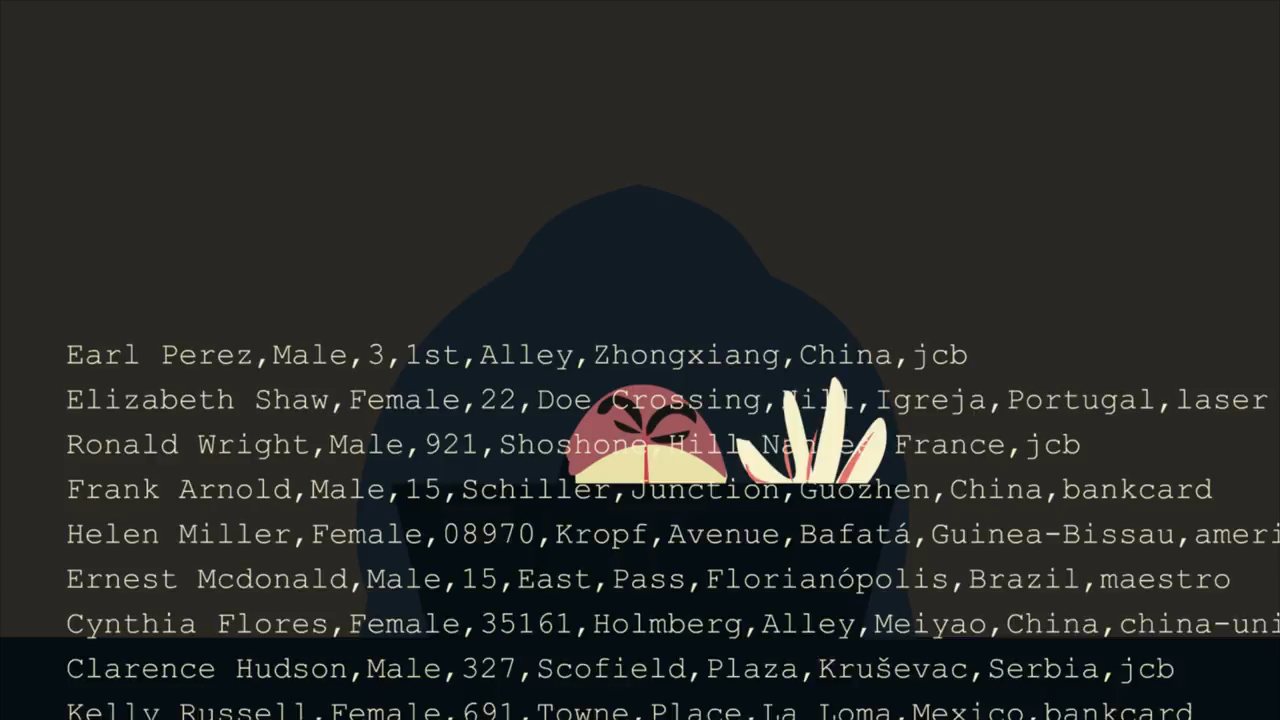 Earl Perez,Male,3,1st,Alley,Zhongxiang,China,jcb
Elizabeth Shaw,Female,22,Doe Crossing,Hill,Igreja,Portugal,laser
Ronald Wright,Male,921,Shoshone,Hill,Nantes,France,jcb
Frank Arnold,Male,15,Schiller,Junction,Guozhen,China,bankcard
Helen Miller,Female,08970,Kropf,Avenue,Bafatá,Guinea-Bissau,ameri
Ernest Mcdonald,Male,15,East,Pass,Florianópolis,Brazil,maestro
Cynthia Flores,Female,35161,Holmberg,Alley,Meiyao,China,china-uni
Clarence Hudson,Male,327,Scofield,Plaza,Kruševac,Serbia,jcb
Kelly Russell,Female,691,Towne,Place,La Loma,Mexico,bankcard